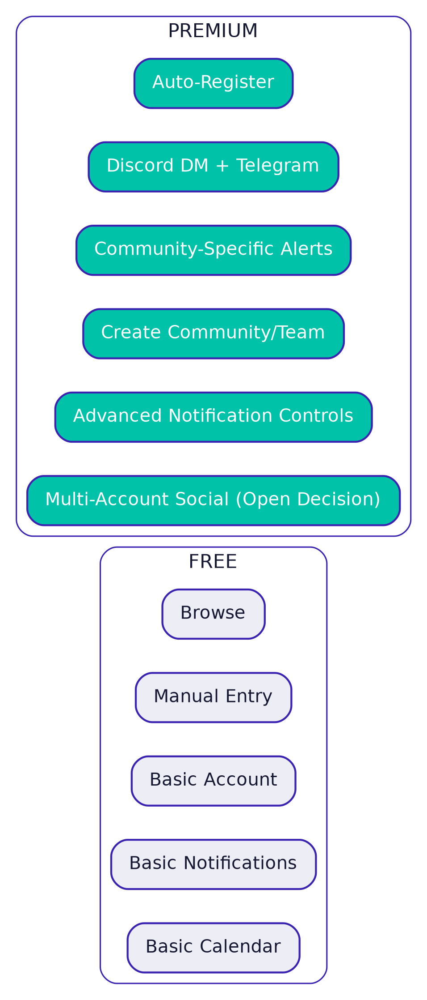 PREMIUM
Auto-Register
Discord DM + Telegram
Community-Specific Alerts
Create Community/Team
Advanced Notification Controls
Multi-Account Social (Open Decision)
FREE
Browse
Manual Entry
Basic Account
Basic Notifications
Basic Calendar